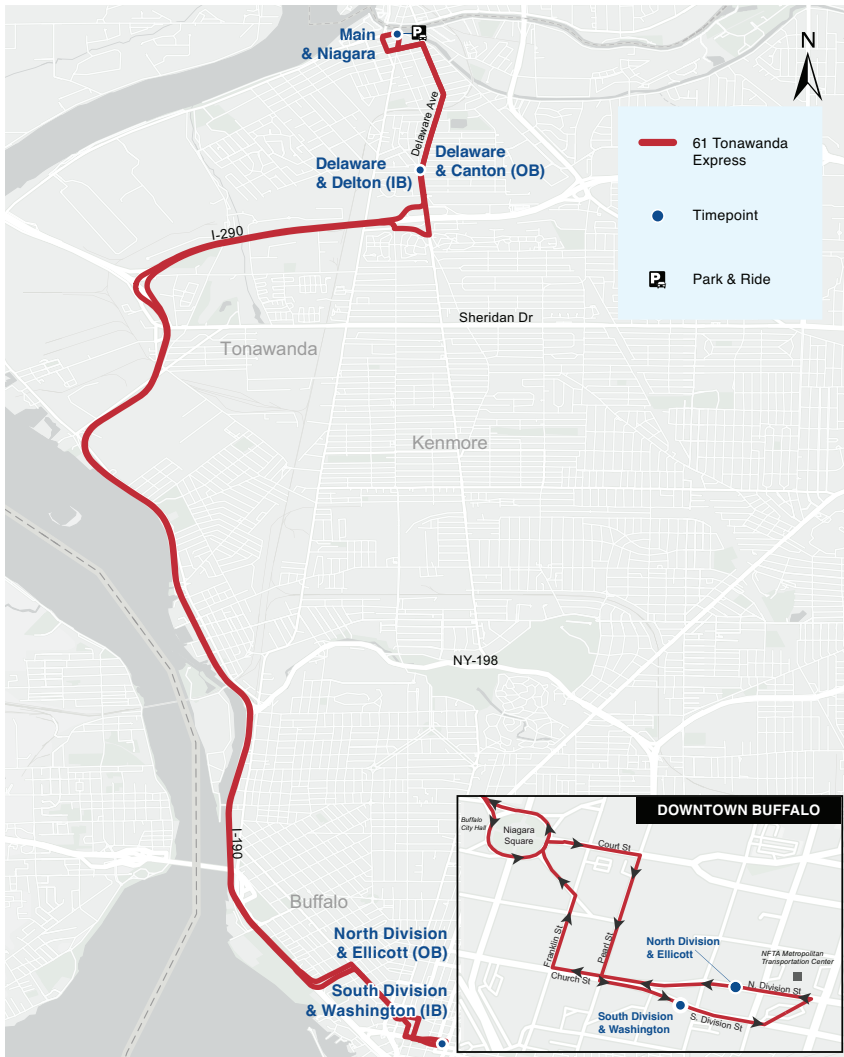 Main
& Niagara
N
Delaware Ave
Delaware
& Canton (OB)
Delaware
& Delton (IB)
61 Tonawanda
Express
Timepoint
Park & Ride
I-290
Sheridan Dr
Tonawanda
Kenmore
NY-198
I-190
Buffalo
North Division
& Ellicott (OB)
South Division
& Washington (IB)
DOWNTOWN BUFFALO
Buffalo
City Hall
Niagara
Square
Court St
Franklin St
Pearl St
Church St
North Division
& Ellicott
NFTA Metropolitan
Transportation Center
N. Division St
South Division
& Washington
S. Division St